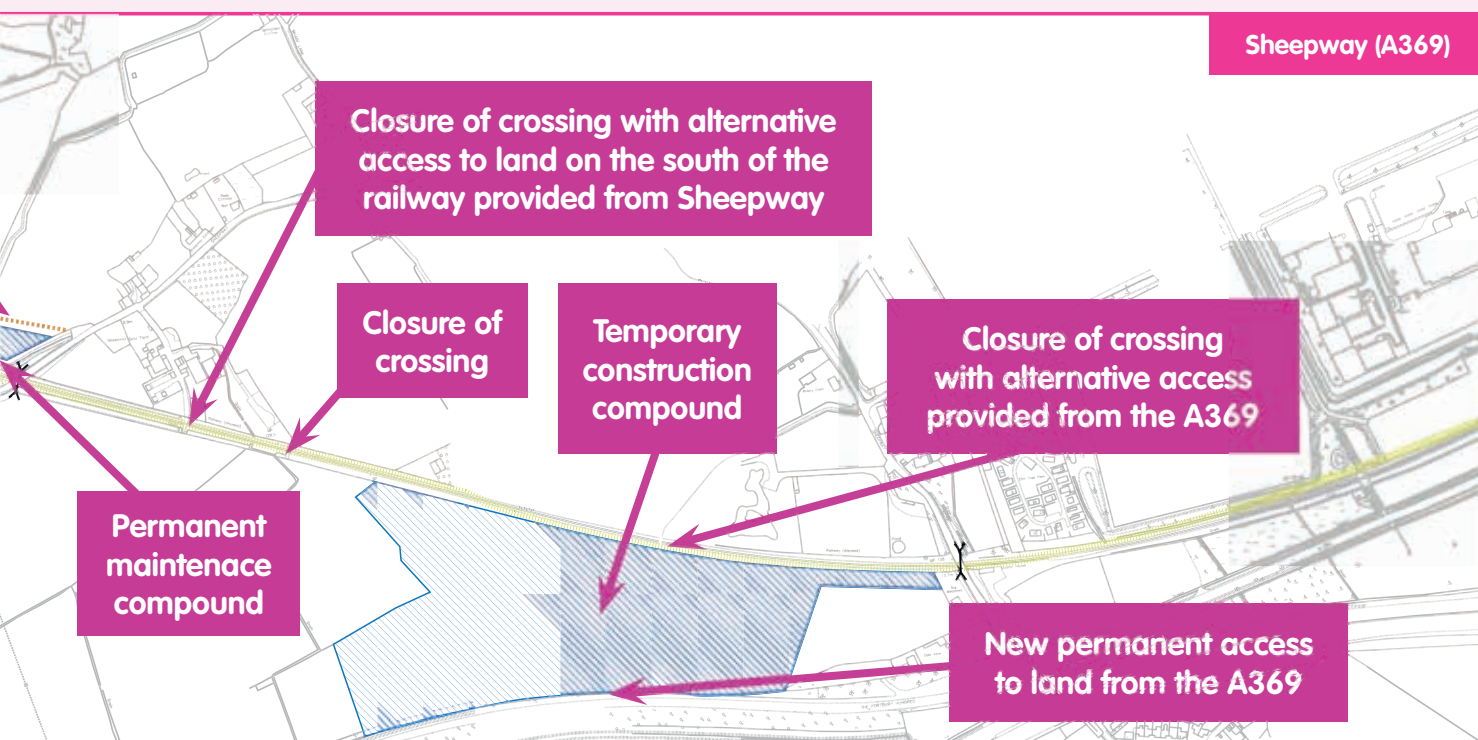 Sheepway (A369)
Closure of crossing with alternative
access to land on the south of the
railway provided from Sheepway
Closure of
crossing
Temporary
construction
compound
Closure of crossing
with alternative access
provided from the A369
Permanent
maintenace
compound
New permanent access
to land from the A369